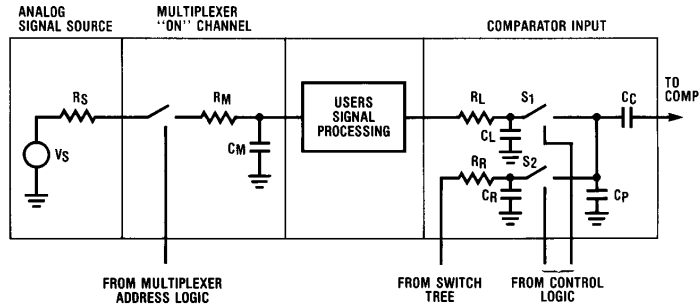 ANALOG
SIGNAL SOURCE
MULTIPLEXER
"ON" CHANNEL
COMPARATOR INPUT
RS
RM
VS
CM
USERS
SIGNAL
PROCESSING
RL
S1
CL
CC
TO
COMP
RR
S2
CR
CP
FROM MULTIPLEXER
ADDRESS LOGIC
FROM SWITCH
TREE
FROM CONTROL
LOGIC